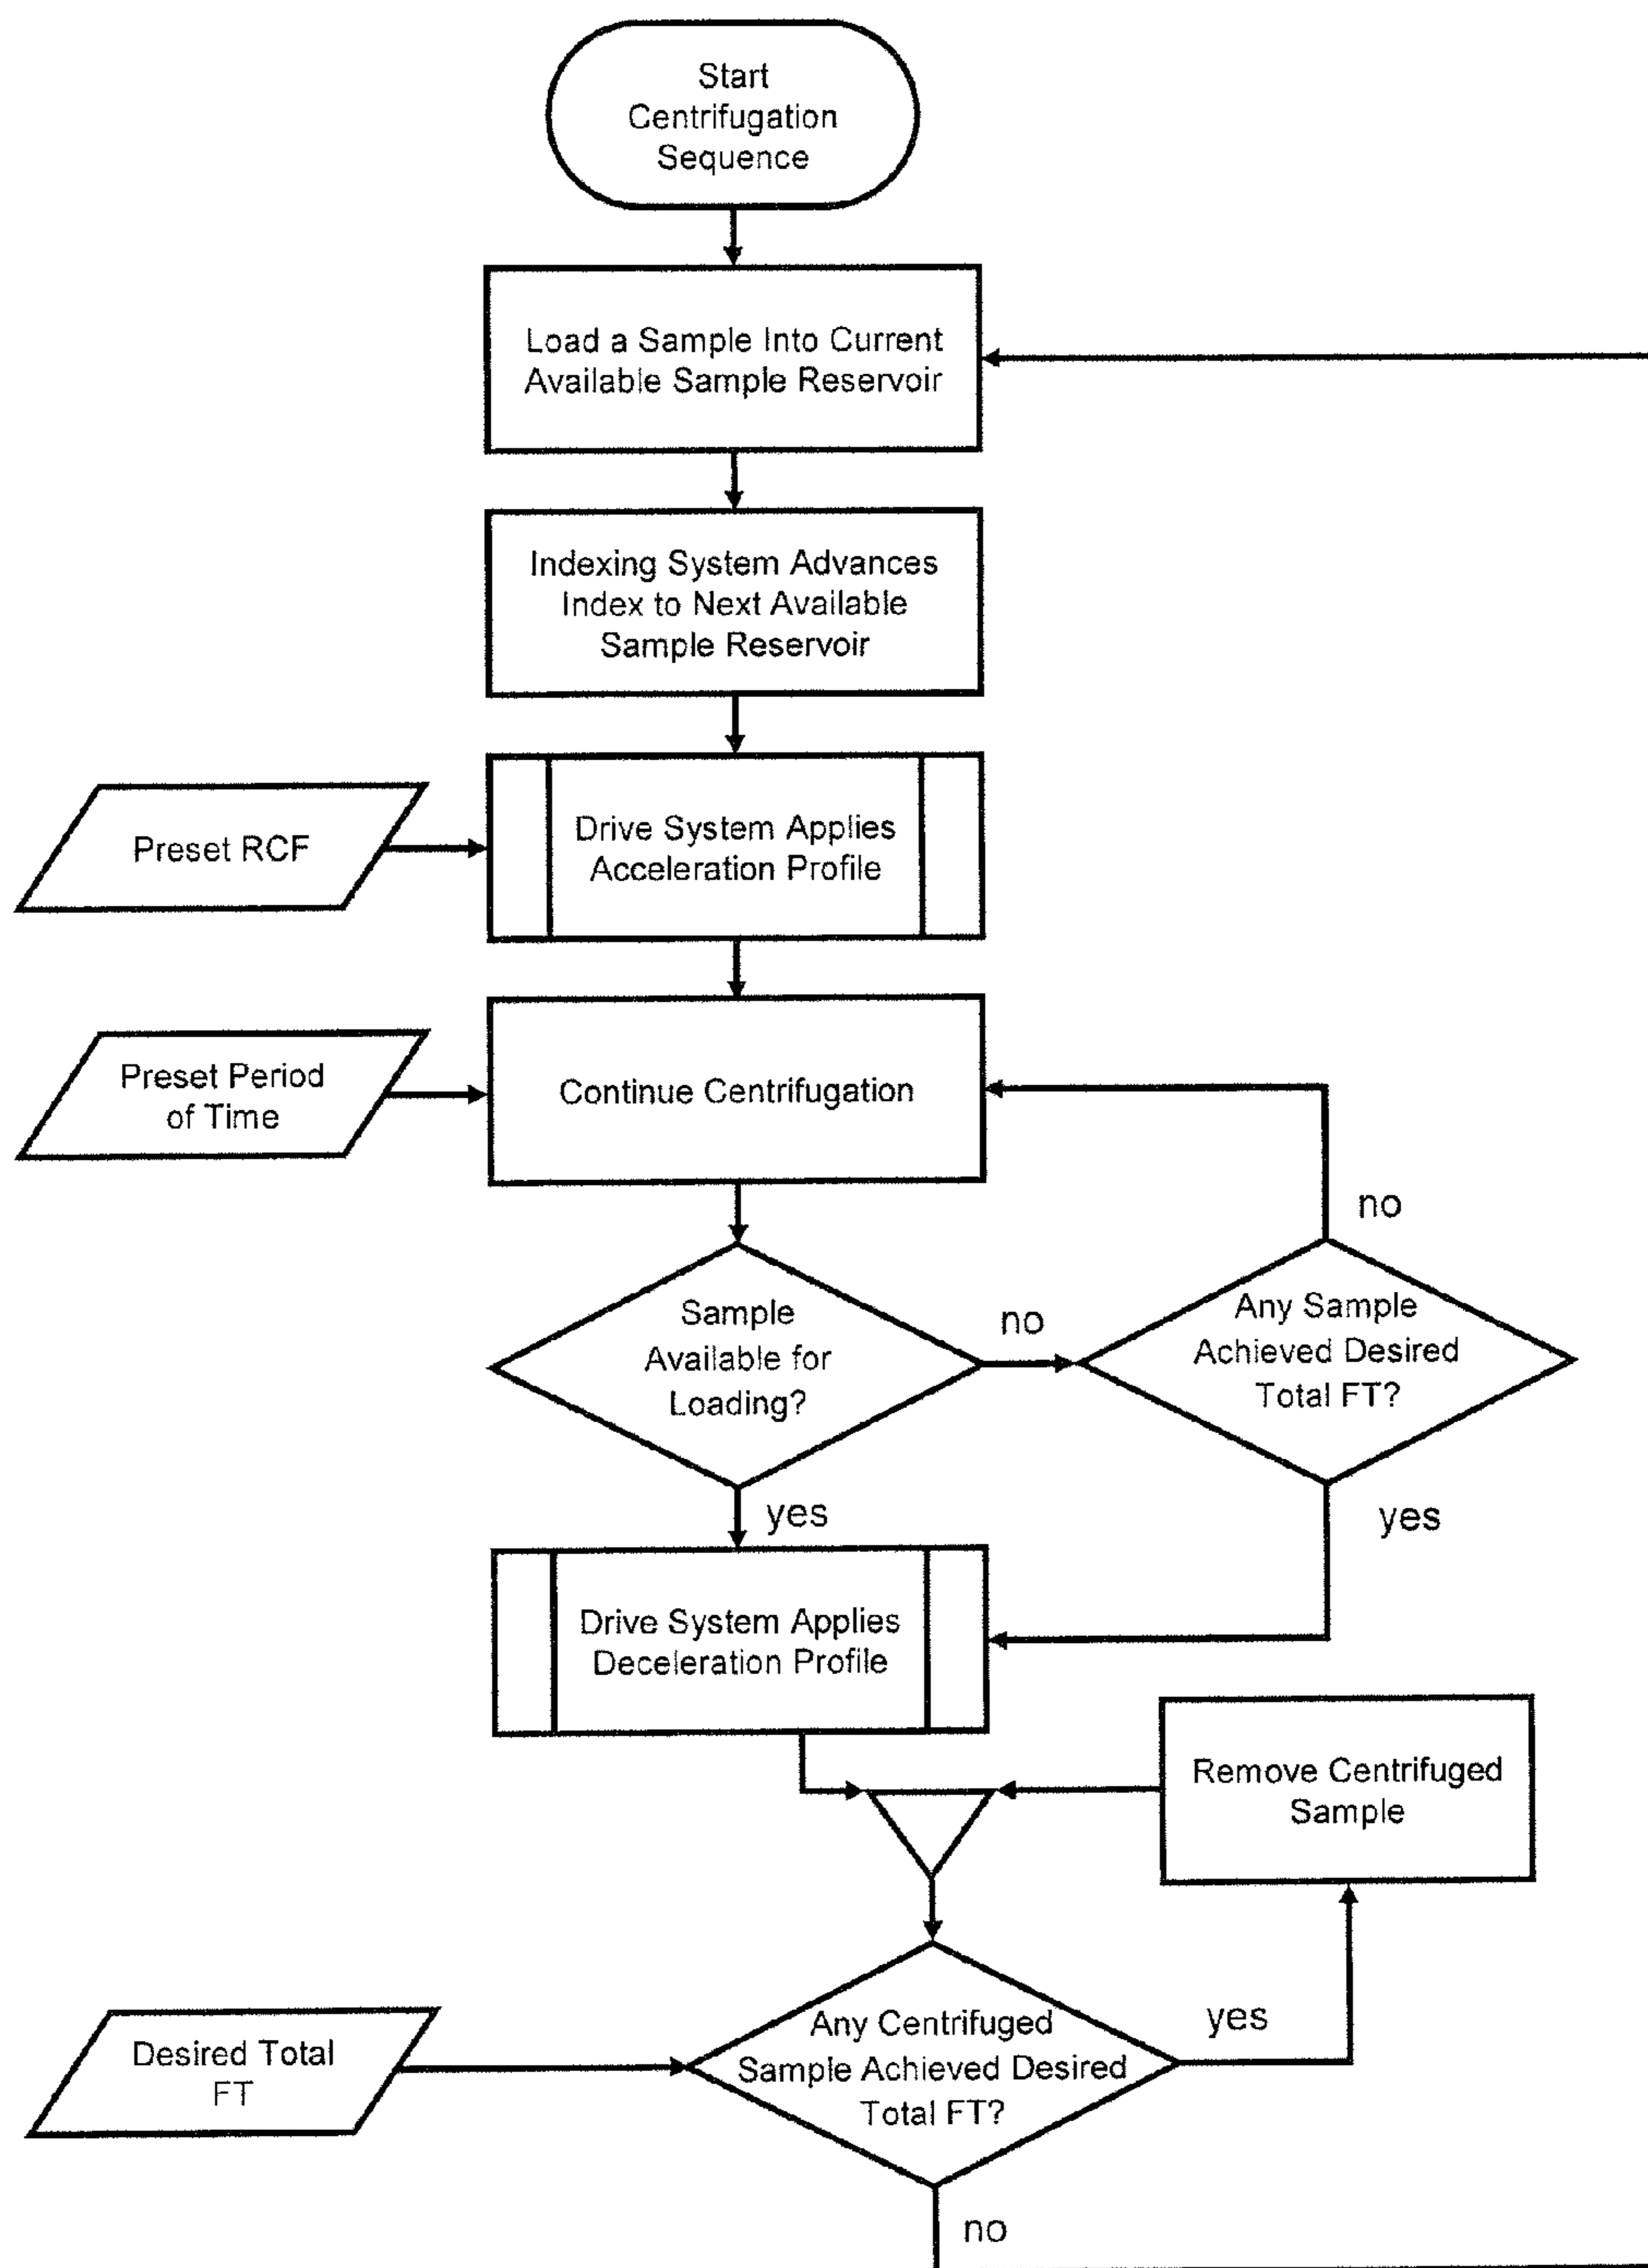 Start
Centrifugation
Sequence
Load a Sample Into Current
Available Sample Reservoir
Indexing System Advances
Index to Next Available
Sample Reservoir
Preset RCF
Drive System Applies
Acceleration Profile
Preset Period
of Time
Continue Centrifugation
no
Sample
Available for
Loading?
no
Any Sample
Achieved Desired
Total FT?
yes
yes
Drive System Applies
Deceleration Profile
Remove Centrifuged
Sample
Desired Total
FT
Any Centrifuged
Sample Achieved Desired
Total FT?
yes
no